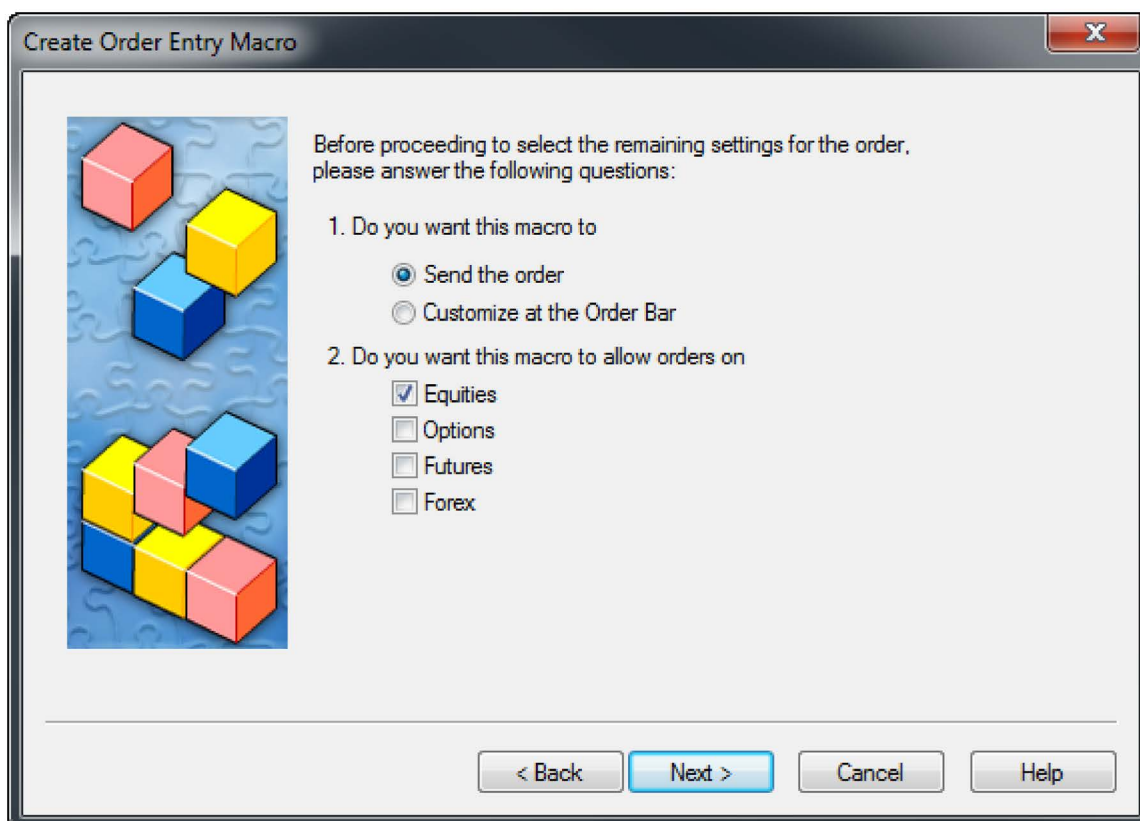 Create Order Entry Macro
Before proceeding to select the remaining settings for the order,
please answer the following questions:
1. Do you want this macro to
Send the order
Customize at the Order Bar
2. Do you want this macro to allow orders on
Equities
Options
Futures
Forex
< Back
Next >
Cancel
Help